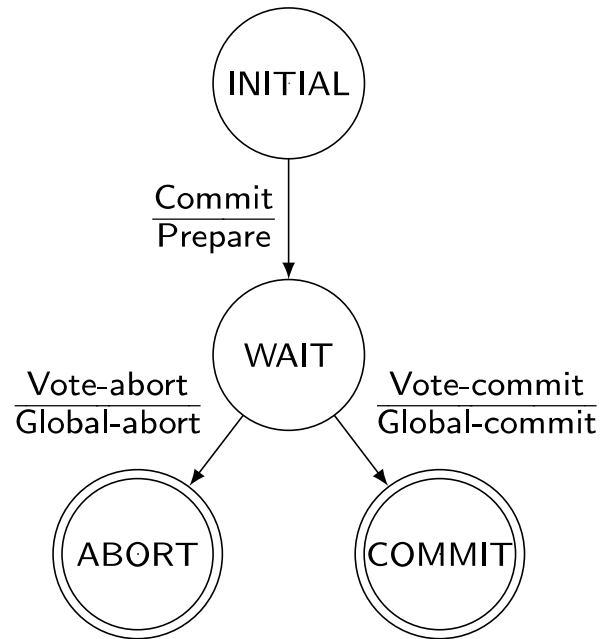 INITIAL
Commit
Prepare
WAIT
Vote-abort
Global-abort
Vote-commit
Global-commit
ABORT
COMMIT